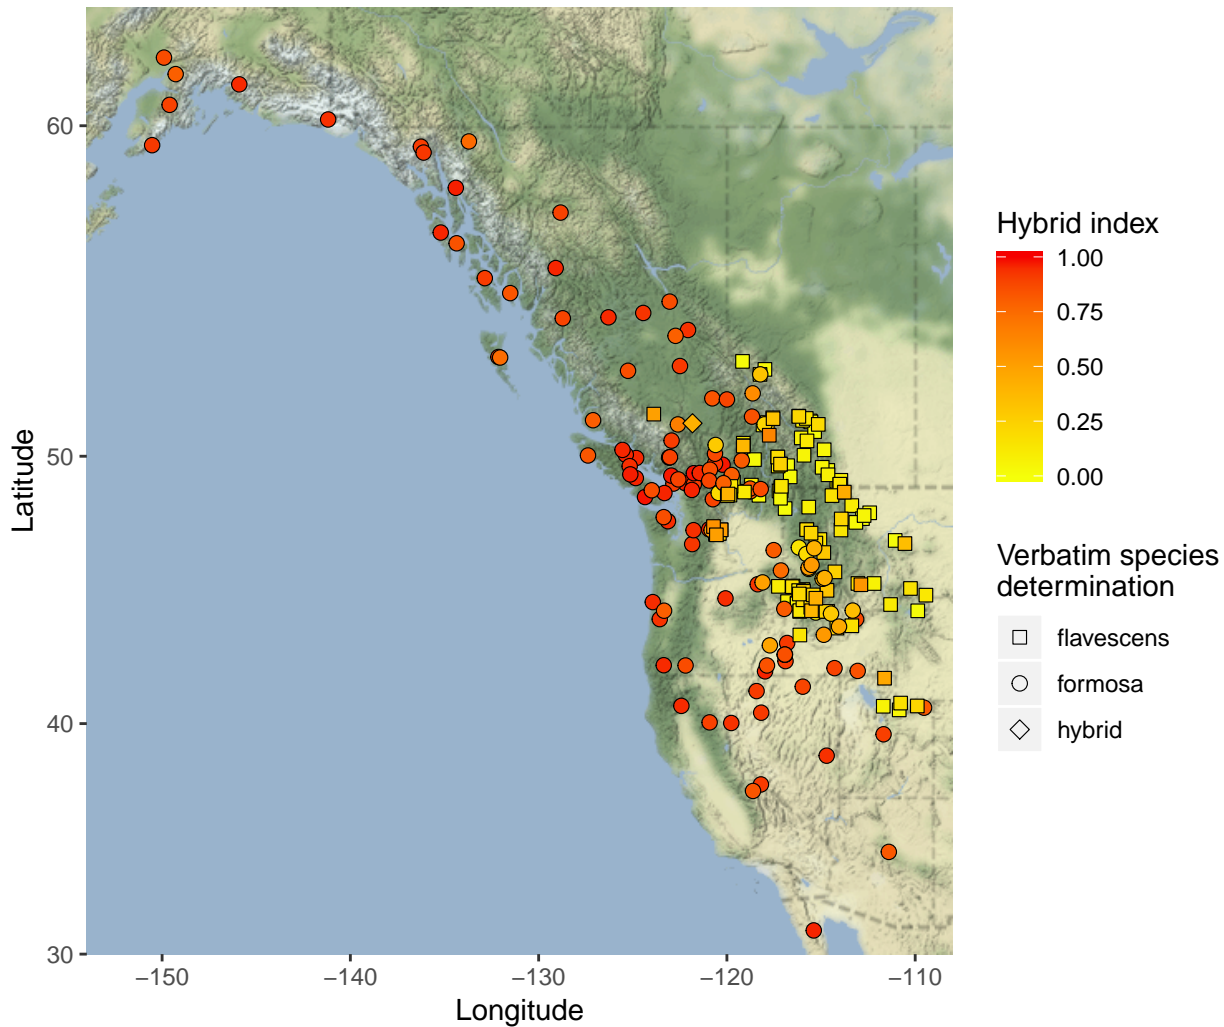 60
50
40
30
−150
−140
−130
−120
−110
Longitude
Latitude
Hybrid index
1.00
0.75
0.50
0.25
0.00
Verbatim species
determination
flavescens
formosa
hybrid